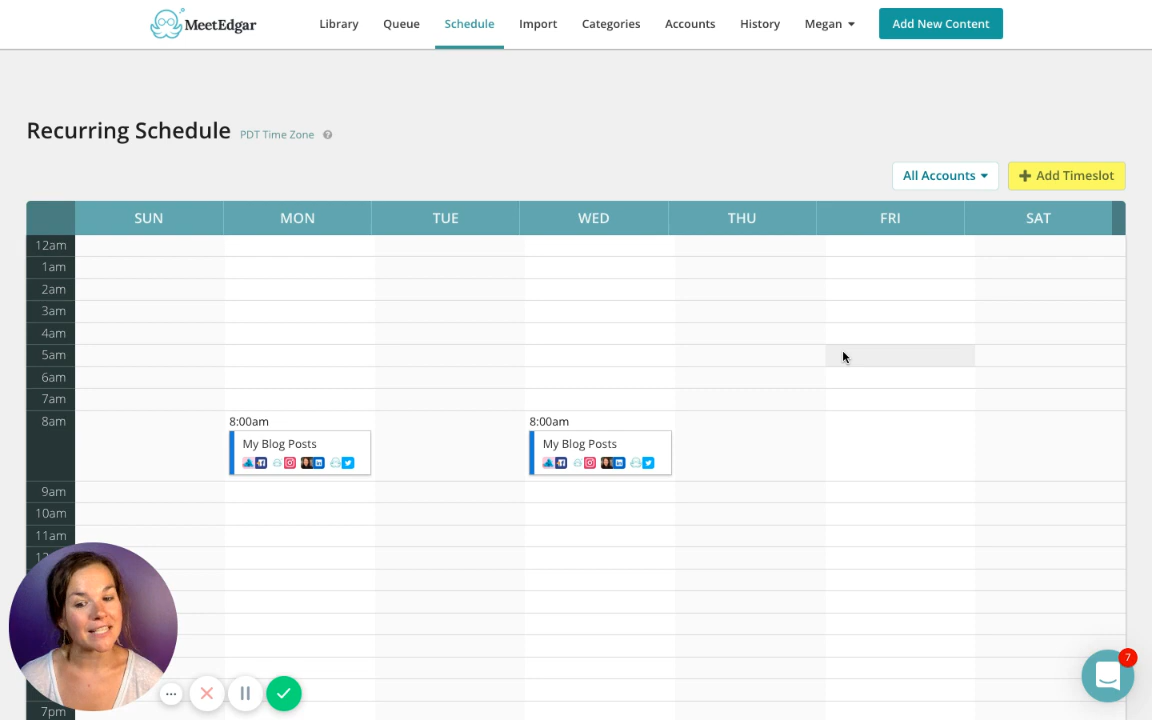 MeetEdgar Library Queue Schedule Import Categories Accounts History Megan Add New Content
Recurring Schedule PDT Time Zone ?
All Accounts + Add Timeslot
SUN MON TUE WED THU FRI SAT
12am
1am
2am
3am
4am
5am
6am
7am
8am 8:00am 8:00am
My Blog Posts My Blog Posts
9am
10am
11am
7
7pm